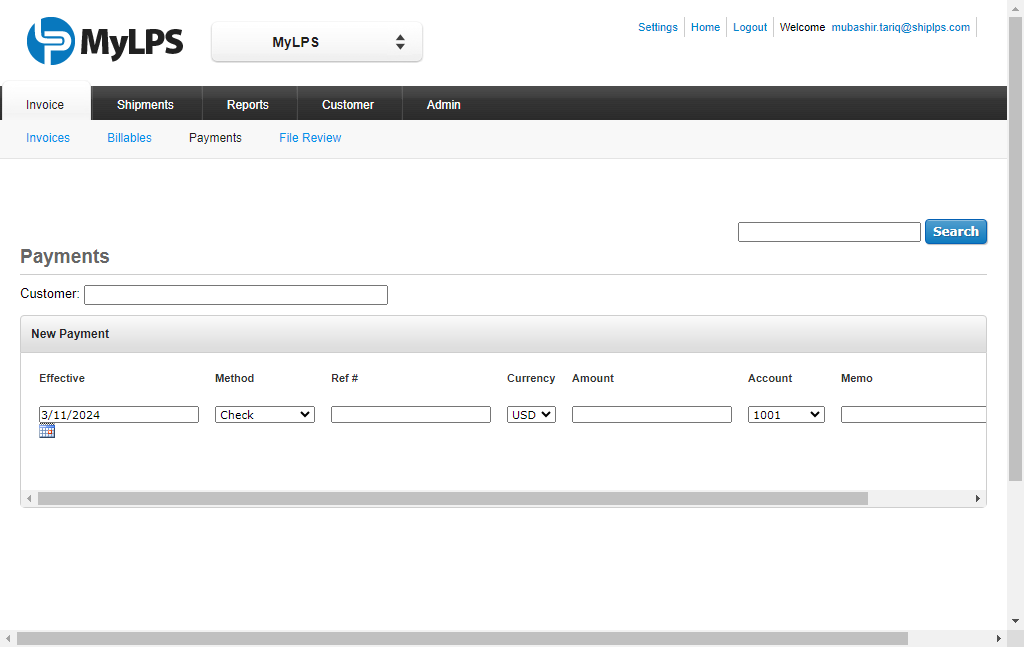 MyLPS
MyLPS
Settings Home Logout Welcome mubashir.tariq@shiplps.com
Invoice Shipments Reports Customer Admin
Invoices Billables Payments File Review
Search
Payments
Customer:
New Payment
Effective Method Ref # Currency Amount Account Memo
3/11/2024 Check USD 1001